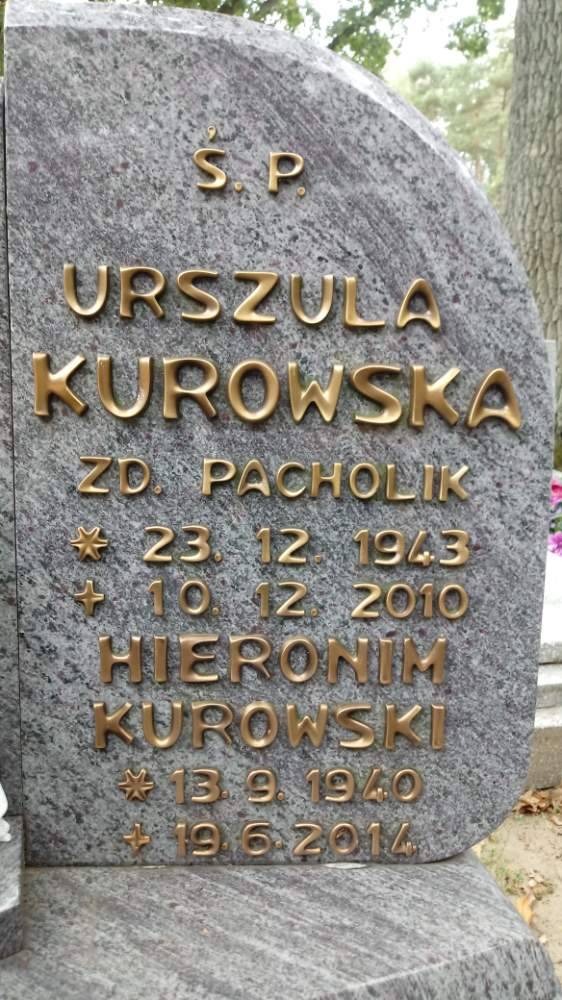 Ś. P.
URSZULA
KUROWSKA
ZD. PACHOLIK
* 23. 12. 1943
+ 10. 12. 2010
HIERONIM
KUROWSKI
* 13. 9. 1940
+ 19. 6. 2014